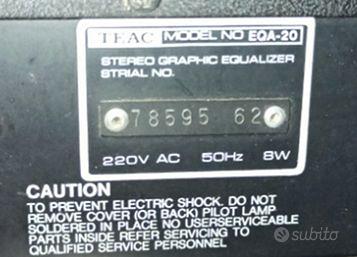 TEAC MODEL NO EQA-20
STEREO GRAPHIC EQUALIZER
STRIAL NO.
78595 62
220V AC 50Hz 8W
CAUTION
TO PREVENT ELECTRIC SHOCK. DO NOT
REMOVE COVER (OR BACK) PILOT LAMP
SOLDERED IN PLACE NO USERSERVICEABLE
PARTS INSIDE REFER SERVICING TO
QUALIFIED SERVICE PERSONNEL
subito